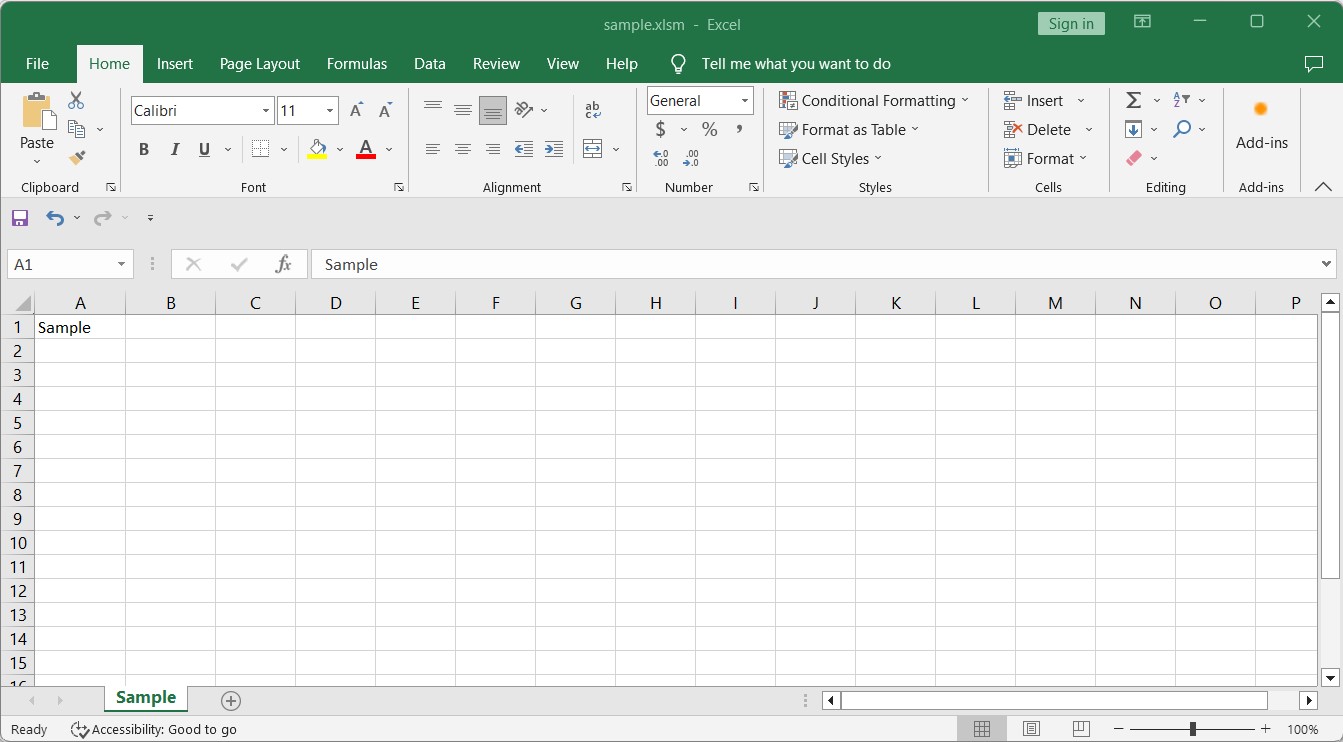 sample.xlsm - Excel
Sign in
File Home Insert Page Layout Formulas Data Review View Help Tell me what you want to do
Paste
Clipboard
Calibri 11
A A
B I U A
Font
ab
c
Alignment
General
$ % ,
Number
Conditional Formatting
Format as Table
Cell Styles
Styles
Insert
Delete
Format
Cells
Σ
Editing
Add-ins
Add-ins
A1 fx Sample
A B C D E F G H I J K L M N O P
1 Sample
2
3
4
5
6
7
8
9
10
11
12
13
14
15
16
Sample
Ready Accessibility: Good to go 100%